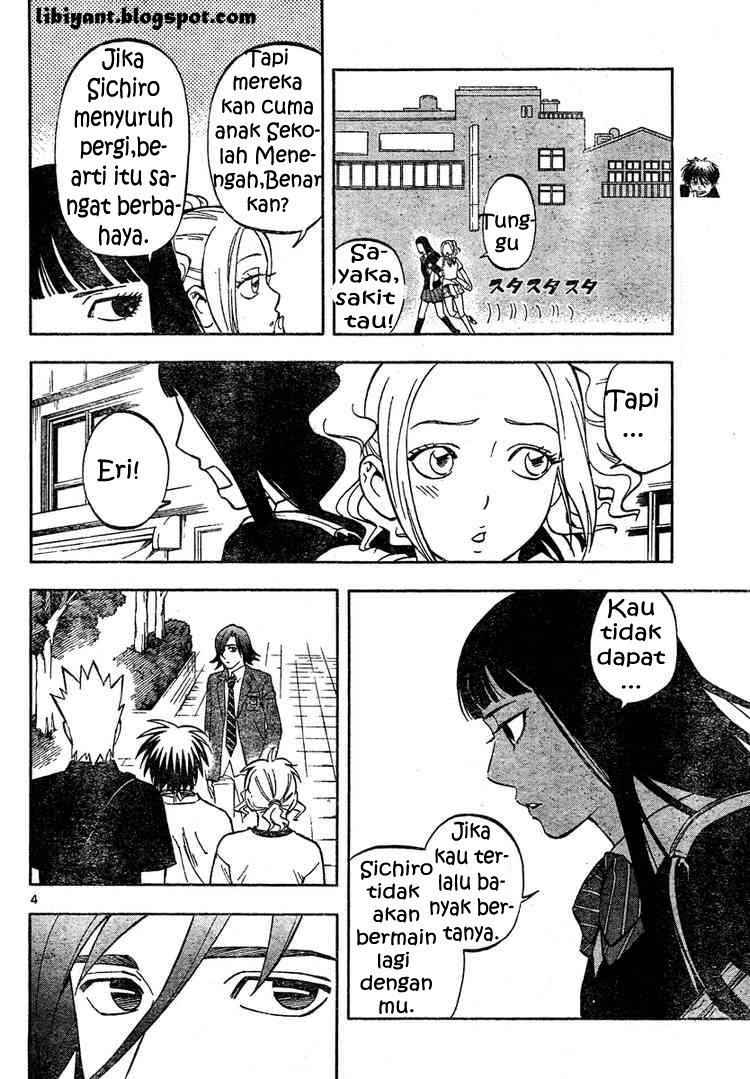 libiyant.blogspot.com
Tung-
gu
Sa-
yaka,
sakit
tau!
スタスタスタ
Tapi
mereka
kan cuma
anak Seko-
lah Mene-
ngah,Benar
kan?
Jika
Sichiro
menyuruh
pergi,be-
arti itu sa-
ngat berba-
haya.
Tapi
...
Eri!
Kau
tidak
dapat
...
Jika
kau ter-
lalu ba-
nyak ber-
tanya.
Sichiro
tidak
akan
bermain
lagi
dengan
mu.
4